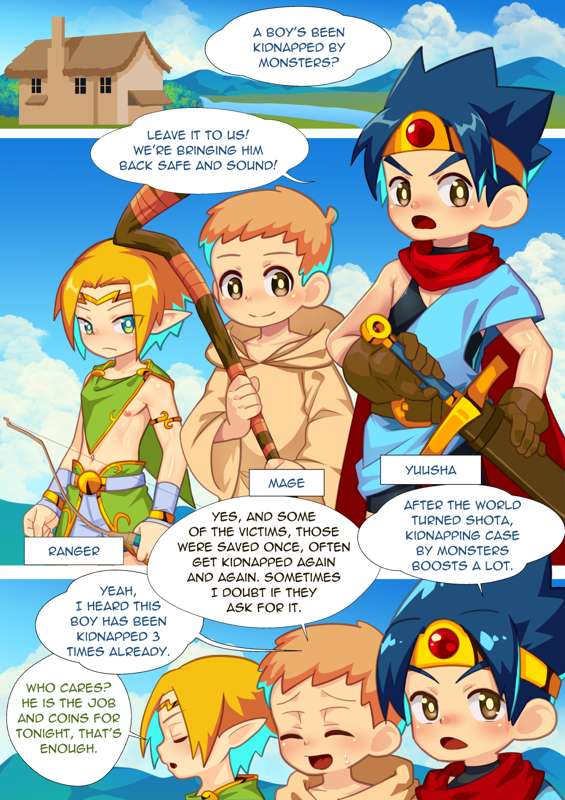 A BOY'S BEEN
KIDNAPPED BY
MONSTERS?
LEAVE IT TO US!
WE'RE BRINGING HIM
BACK SAFE AND SOUND!
RANGER
MAGE
YUUSHA
AFTER THE WORLD
TURNED SHOTA,
KIDNAPPING CASE
BY MONSTERS
BOOSTS A LOT.
YES, AND SOME
OF THE VICTIMS, THOSE
WERE SAVED ONCE, OFTEN
GET KIDNAPPED AGAIN
AND AGAIN. SOMETIMES
I DOUBT IF THEY
ASK FOR IT.
YEAH,
I HEARD THIS
BOY HAS BEEN
KIDNAPPED 3
TIMES ALREADY.
WHO CARES?
HE IS THE JOB
AND COINS FOR
TONIGHT, THAT'S
ENOUGH.